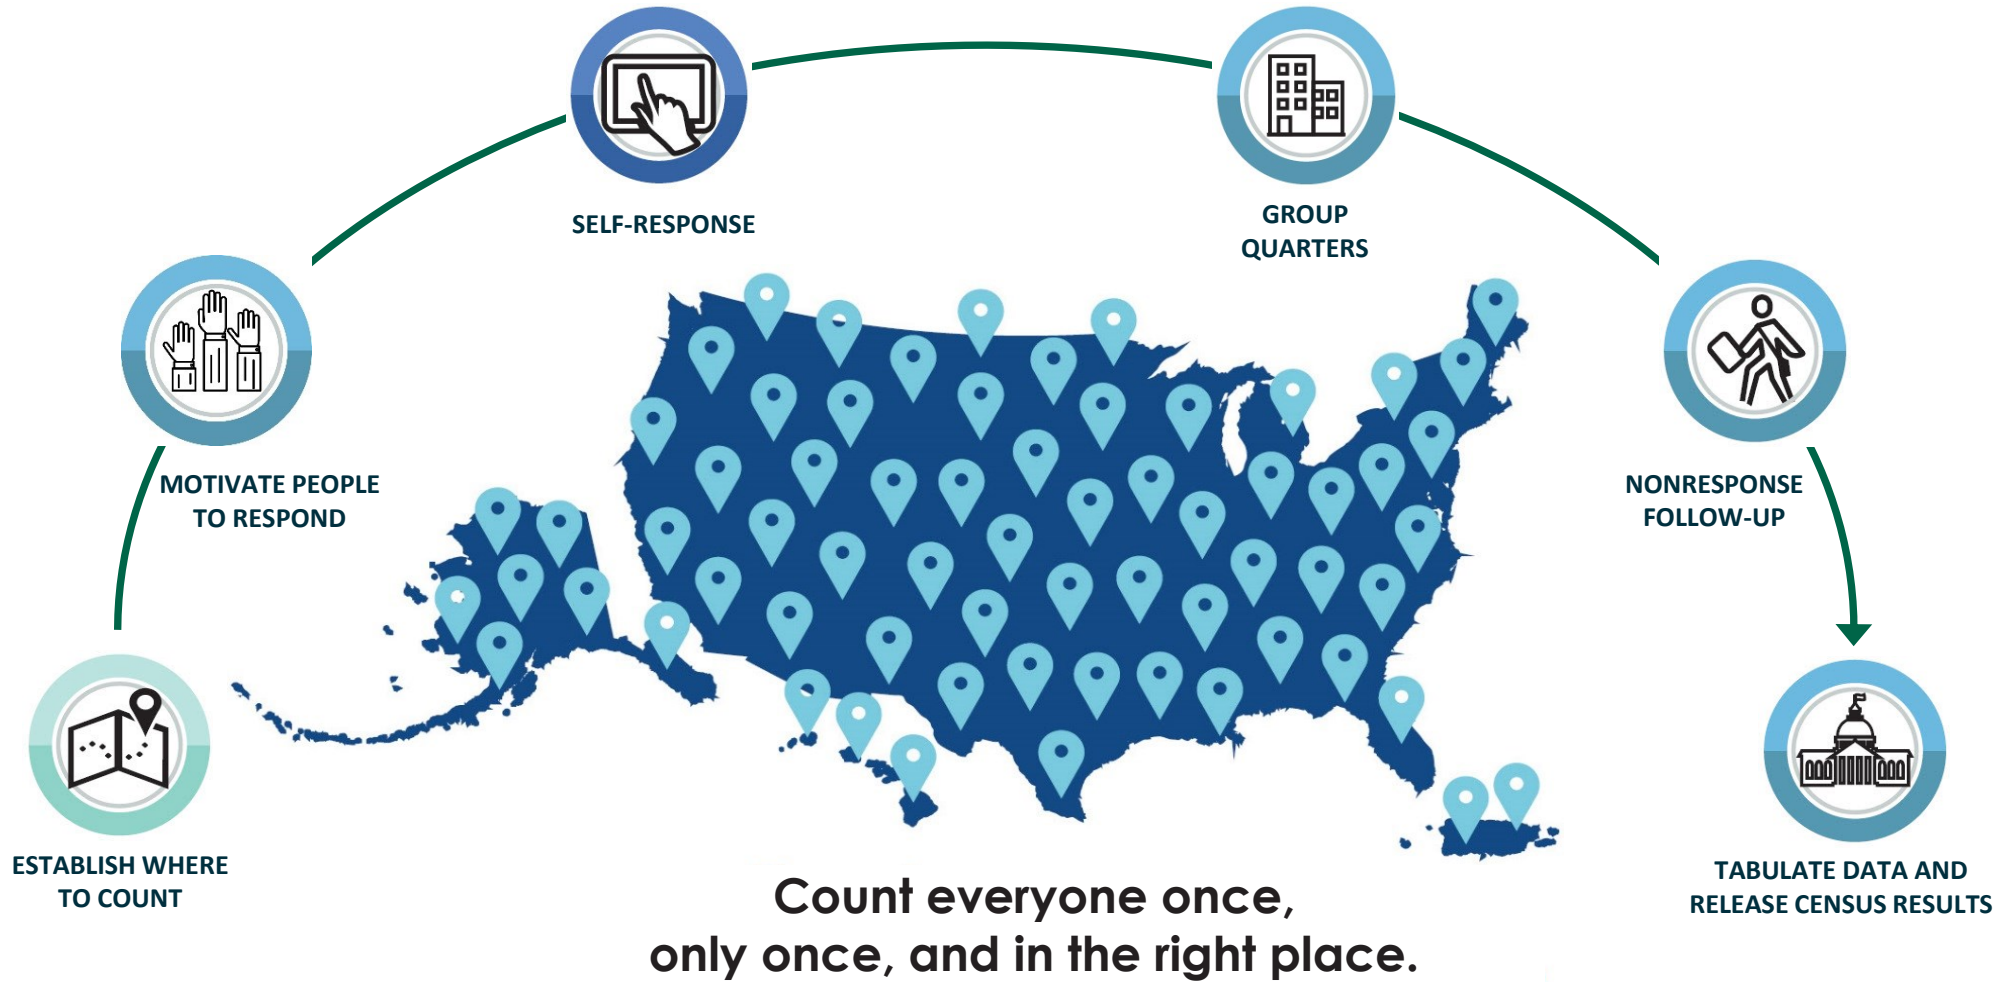 ESTABLISH WHERE
TO COUNT
MOTIVATE PEOPLE
TO RESPOND
SELF-RESPONSE
GROUP
QUARTERS
NONRESPONSE
FOLLOW-UP
TABULATE DATA AND
RELEASE CENSUS RESULTS
Count everyone once,
only once, and in the right place.